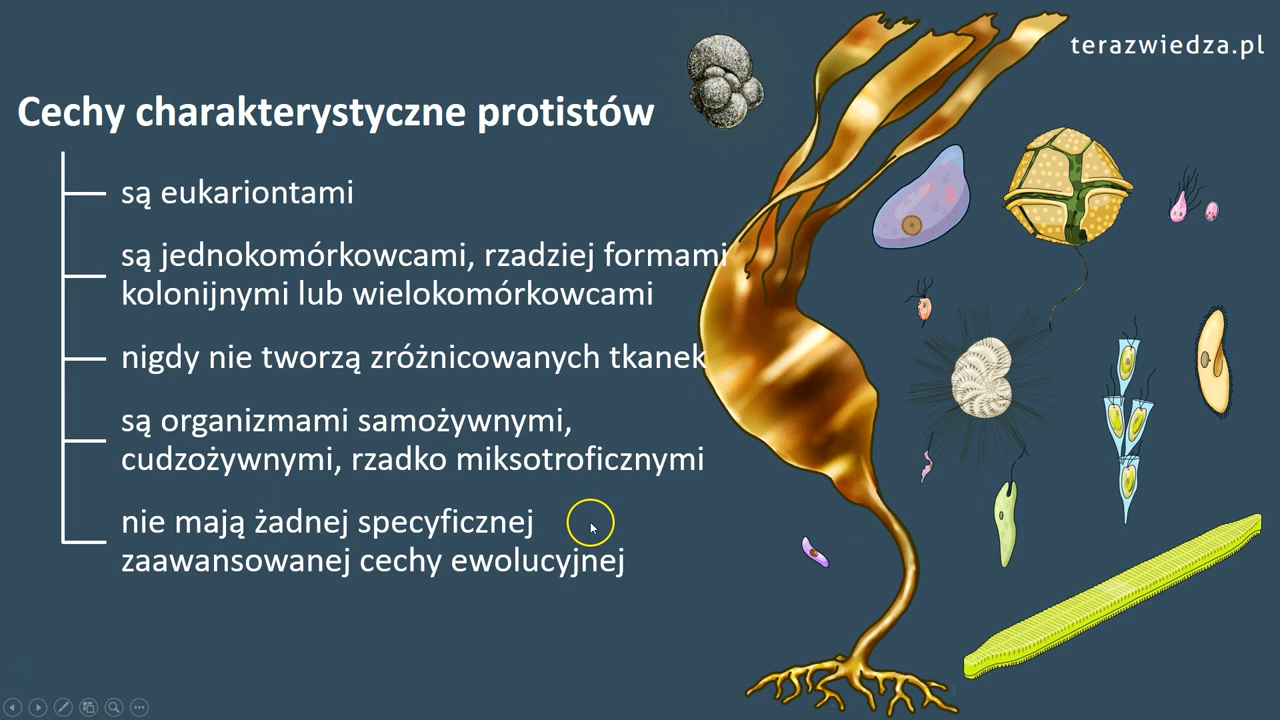 terazwiedza.pl
Cechy charakterystyczne protistów
są eukariontami
są jednokomórkowcami, rzadziej formami
kolonijnymi lub wielokomórkowcami
nigdy nie tworzą zróżnicowanych tkanek
są organizmami samożywnymi,
cudzożywnymi, rzadko miksotroficznymi
nie mają żadnej specyficznej
zaawansowanej cechy ewolucyjnej